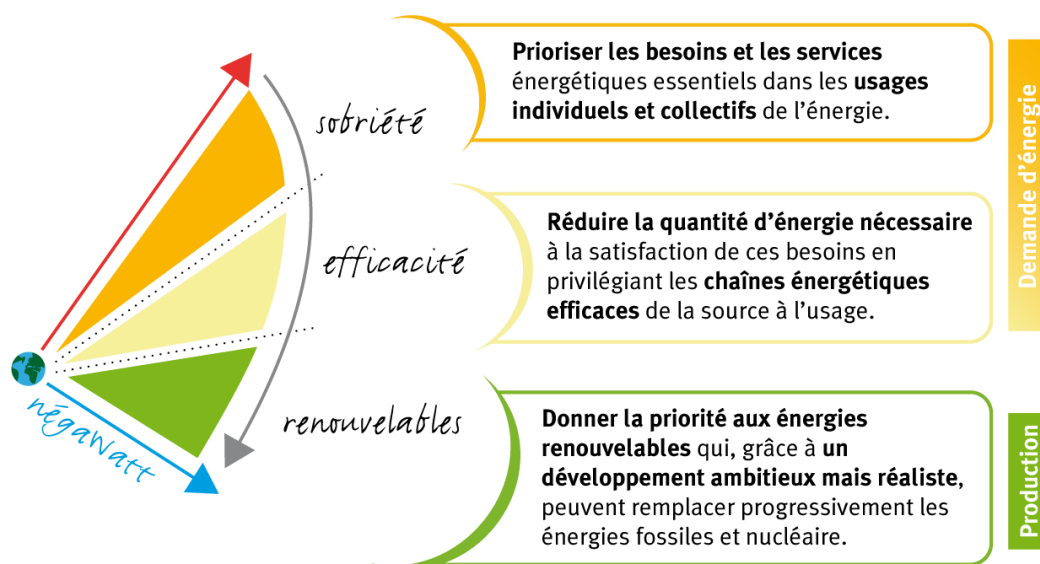 sobriété
Prioriser les besoins et les services
énergétiques essentiels dans les usages
individuels et collectifs de l’énergie.
efficacité
Réduire la quantité d’énergie nécessaire
à la satisfaction de ces besoins en
privilégiant les chaînes énergétiques
efficaces de la source à l’usage.
Demande d’énergie
renouvelables
Donner la priorité aux énergies
renouvelables qui, grâce à un
développement ambitieux mais réaliste,
peuvent remplacer progressivement les
énergies fossiles et nucléaire.
Production
négaWatt